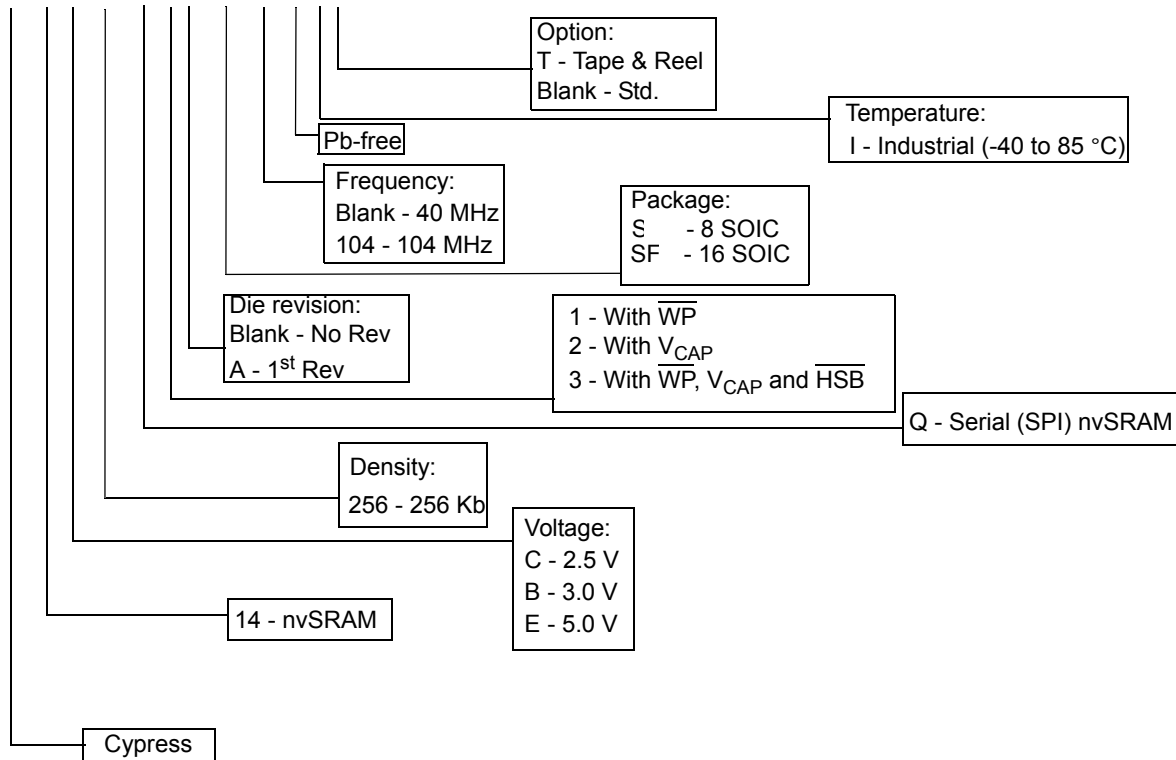 Option:
T - Tape & Reel
Blank - Std.
Temperature:
I - Industrial (-40 to 85 °C)
Pb-free
Frequency:
Blank - 40 MHz
104 - 104 MHz
Package:
S - 8 SOIC
SF - 16 SOIC
Die revision:
Blank - No Rev
A - 1st Rev
1 - With W̅P̅
2 - With VCAP
3 - With W̅P̅, VCAP and H̅S̅B̅
Q - Serial (SPI) nvSRAM
Density:
256 - 256 Kb
Voltage:
C - 2.5 V
B - 3.0 V
E - 5.0 V
14 - nvSRAM
Cypress